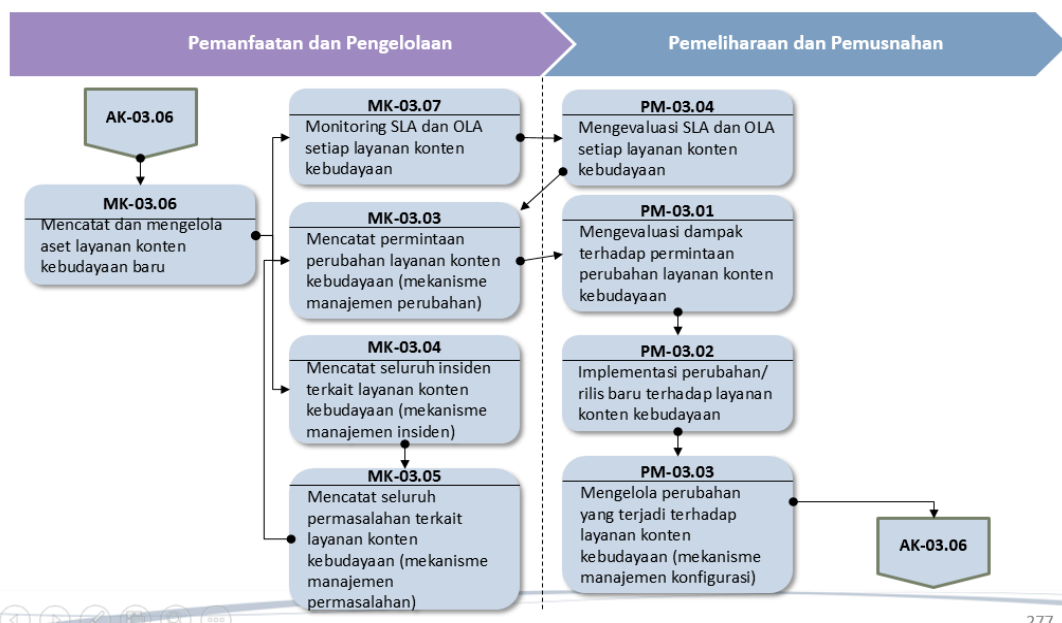 Pemanfaatan dan Pengelolaan
Pemeliharaan dan Pemusnahan
AK-03.06
MK-03.06
Mencatat dan mengelola
aset layanan konten
kebudayaan baru
MK-03.07
Monitoring SLA dan OLA
setiap layanan konten
kebudayaan
MK-03.03
Mencatat permintaan
perubahan layanan konten
kebudayaan (mekanisme
manajemen perubahan)
MK-03.04
Mencatat seluruh insiden
terkait layanan konten
kebudayaan (mekanisme
manajemen insiden)
MK-03.05
Mencatat seluruh
permasalahan terkait
layanan konten
kebudayaan (mekanisme
manajemen
permasalahan)
PM-03.04
Mengevaluasi SLA dan OLA
setiap layanan konten
kebudayaan
PM-03.01
Mengevaluasi dampak
terhadap permintaan
perubahan layanan konten
kebudayaan
PM-03.02
Implementasi perubahan/
rilis baru terhadap layanan
konten kebudayaan
PM-03.03
Mengelola perubahan
yang terjadi terhadap
layanan konten
kebudayaan (mekanisme
manajemen konfigurasi)
AK-03.06
277